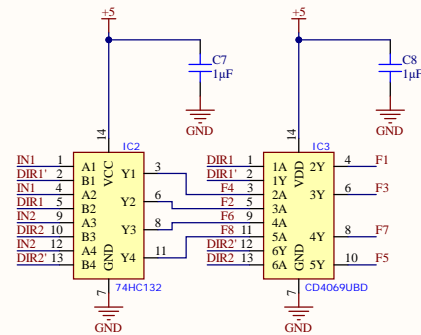 +5
+5
C7
1µF
C8
1µF
GND
GND
14
IC2
14
IC3
IN1 1 A1 VCC Y1 3
DIR1' 2 B1
IN1 4 A2 Y2 6
DIR1 5 B2
IN2 9 A3 Y3 8
DIR2 10 B3
IN2 12 A4 GND Y4 11
DIR2' 13 B4
DIR1 1 1A VDD 2Y 4 F1
DIR1' 2 1Y
F4 3 2A 3Y 6 F3
F2 5 3A
F6 9 4A
F8 11 5A 4Y 8 F7
DIR2' 12 6Y GND
DIR2 13 6A 5Y 10 F5
7
74HC132
7
CD4069UBD
GND
GND